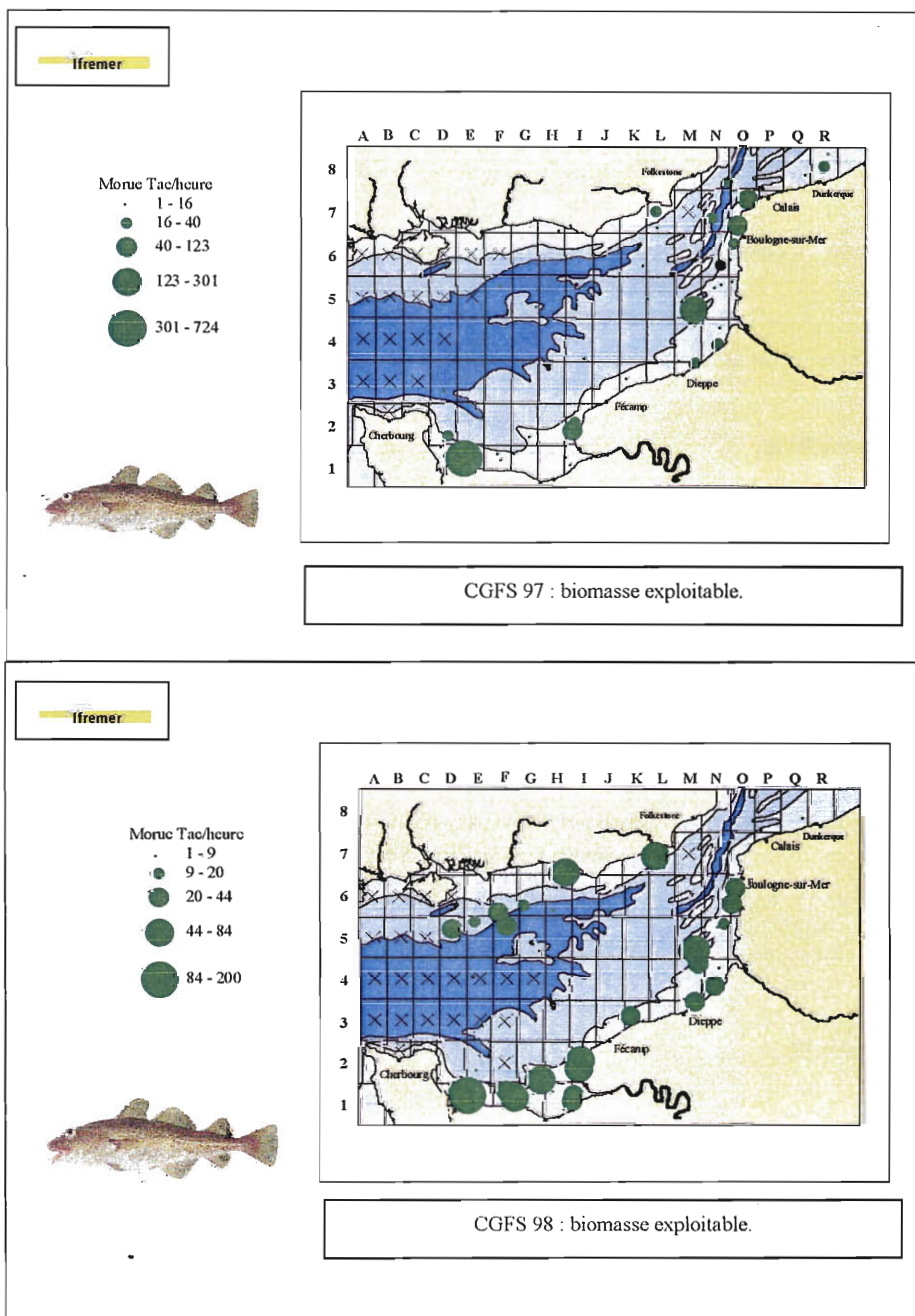 Ifremer
Morue Tac/heure
1 - 16
16 - 40
40 - 123
123 - 301
301 - 724
A B C D E F G H I J K L M N O P Q R
8
7
6
5
4
3
2
1
Folkestone
Dunkerque
Calais
Boulogne-sur-Mer
Dieppe
Fécamp
Cherbourg
CGFS 97 : biomasse exploitable.
Ifremer
Morue Tac/heure
1 - 9
9 - 20
20 - 44
44 - 84
84 - 200
A B C D E F G H I J K L M N O P Q R
8
7
6
5
4
3
2
1
Folkestone
Dunkerque
Calais
Boulogne-sur-Mer
Dieppe
Fécamp
Cherbourg
CGFS 98 : biomasse exploitable.